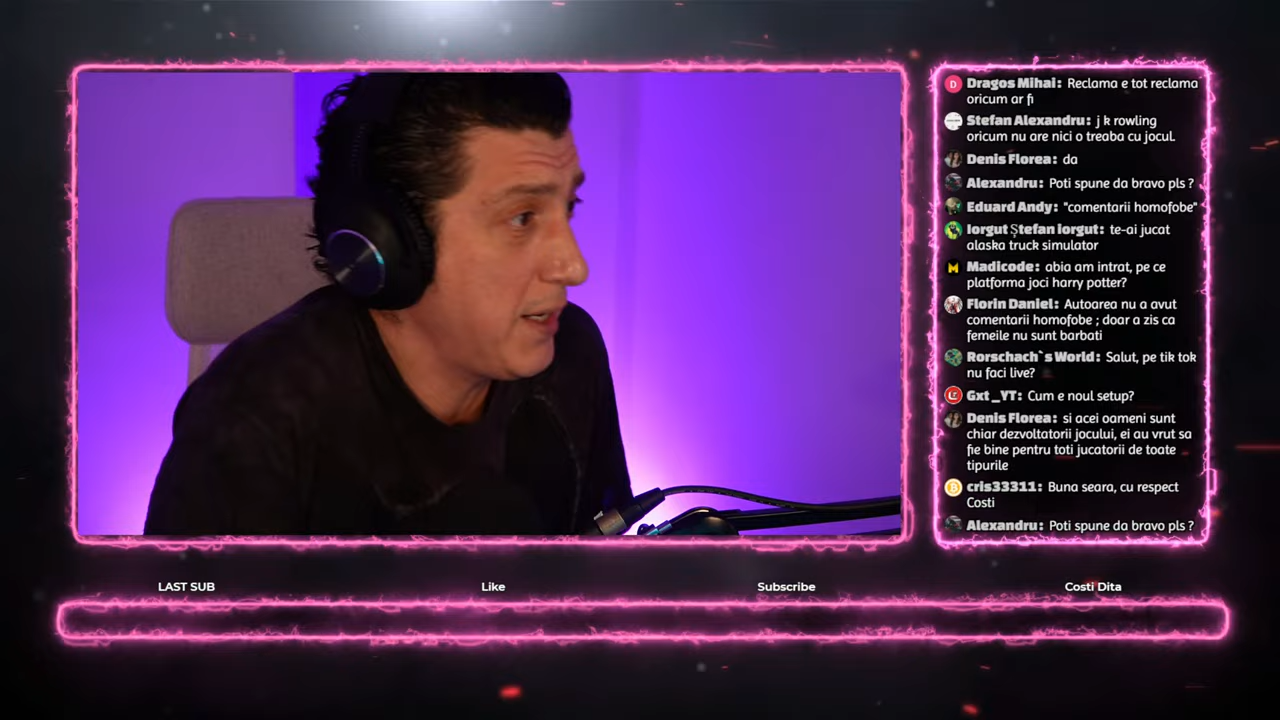 D Dragos Mihai: Reclama e tot reclama
oricum ar fi
Stefan Alexandru: j k rowling
oricum nu are nici o treaba cu jocul.
Denis Florea: da
Alexandru: Poti spune da bravo pls ?
Eduard Andy: "comentarii homofobe"
Iorgut Ștefan Iorgut: te-ai jucat
alaska truck simulator
M Madicode: abia am intrat, pe ce
platforma joci harry potter?
Florin Daniel: Autoarea nu a avut
comentarii homofobe ; doar a zis ca
femeile nu sunt barbati
Rorschach`s World: Salut, pe tik tok
nu faci live?
Gxt_YT: Cum e noul setup?
Denis Florea: si acei oameni sunt
chiar dezvoltatorii jocului, ei au vrut sa
fie bine pentru toti jucatorii de toate
tipurile
cris33311: Buna seara, cu respect
Costi
Alexandru: Poti spune da bravo pls ?
LAST SUB Like Subscribe Costi Dita